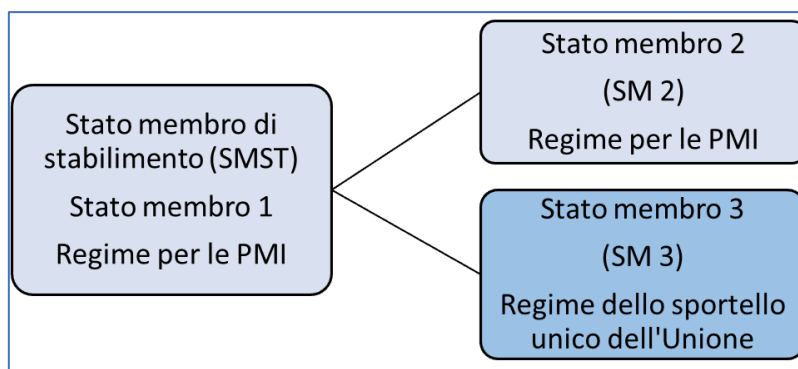 Stato membro di
stabilimento (SMST)
Stato membro 1
Regime per le PMI
Stato membro 2
(SM 2)
Regime per le PMI
Stato membro 3
(SM 3)
Regime dello sportello
unico dell'Unione